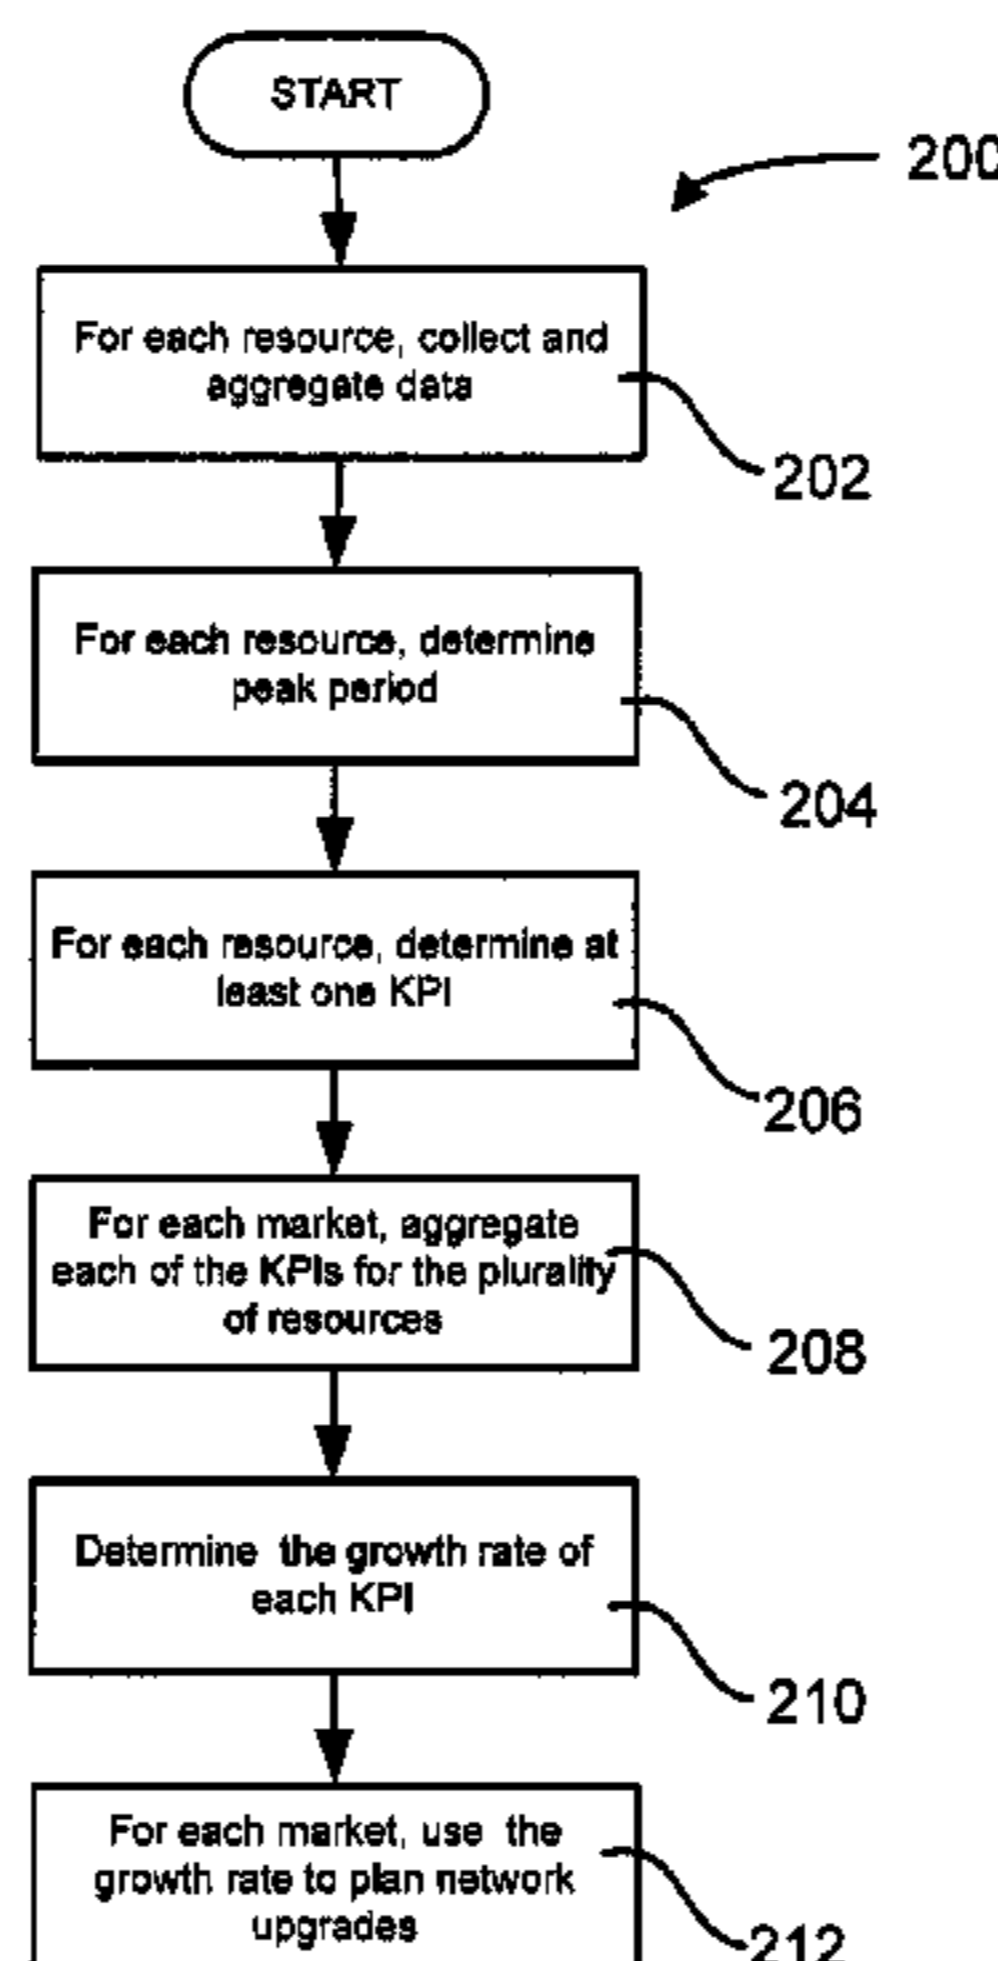 START
200
For each resource, collect and
aggregate data
202
For each resource, determine
peak period
204
For each resource, determine at
least one KPI
206
For each market, aggregate
each of the KPIs for the plurality
of resources
208
Determine the growth rate of
each KPI
210
For each market, use the
growth rate to plan network
upgrades
212